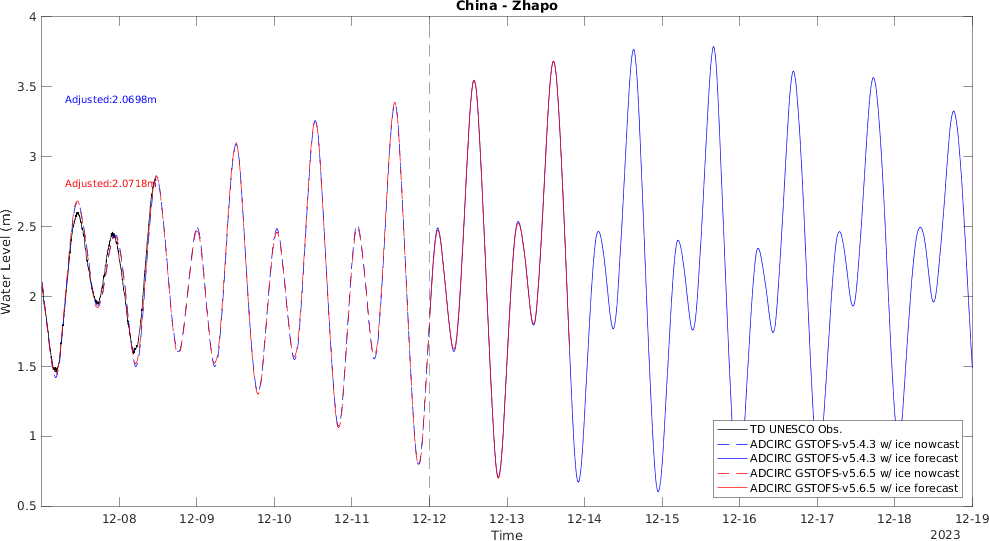 China - Zhapo
4
3.5
3
2.5
2
1.5
1
0.5
Water Level (m)
Adjusted:2.0698m
Adjusted:2.0718m
TD UNESCO Obs.
ADCIRC GSTOFS-v5.4.3 w/ ice nowcast
ADCIRC GSTOFS-v5.4.3 w/ ice forecast
ADCIRC GSTOFS-v5.6.5 w/ ice nowcast
ADCIRC GSTOFS-v5.6.5 w/ ice forecast
12-08 12-09 12-10 12-11 12-12 12-13 12-14 12-15 12-16 12-17 12-18 12-19
Time
2023